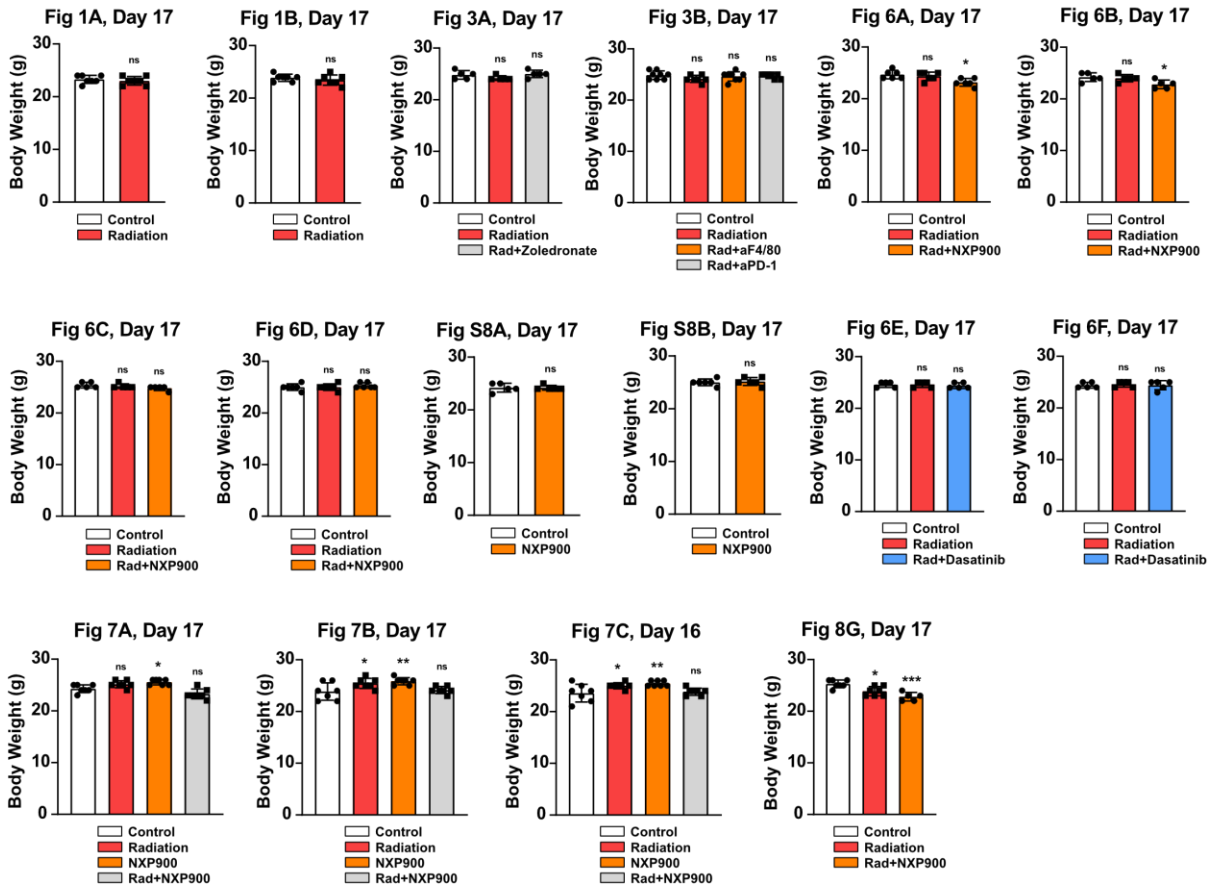 Fig 1A, Day 17
ns
Body Weight (g)
30
20
10
0
Control
Radiation
Fig 1B, Day 17
ns
Body Weight (g)
30
20
10
0
Control
Radiation
Fig 3A, Day 17
ns
ns
Body Weight (g)
30
20
10
0
Control
Radiation
Rad+Zoledronate
Fig 3B, Day 17
ns
ns
ns
Body Weight (g)
30
20
10
0
Control
Radiation
Rad+aF4/80
Rad+aPD-1
Fig 6A, Day 17
ns
*
Body Weight (g)
30
20
10
0
Control
Radiation
Rad+NXP900
Fig 6B, Day 17
ns
*
Body Weight (g)
30
20
10
0
Control
Radiation
Rad+NXP900
Fig 6C, Day 17
ns
ns
Body Weight (g)
30
20
10
0
Control
Radiation
Rad+NXP900
Fig 6D, Day 17
ns
ns
Body Weight (g)
30
20
10
0
Control
Radiation
Rad+NXP900
Fig S8A, Day 17
ns
Body Weight (g)
30
20
10
0
Control
NXP900
Fig S8B, Day 17
ns
Body Weight (g)
30
20
10
0
Control
NXP900
Fig 6E, Day 17
ns
ns
Body Weight (g)
30
20
10
0
Control
Radiation
Rad+Dasatinib
Fig 6F, Day 17
ns
ns
Body Weight (g)
30
20
10
0
Control
Radiation
Rad+Dasatinib
Fig 7A, Day 17
ns
*
ns
Body Weight (g)
30
20
10
0
Control
Radiation
NXP900
Rad+NXP900
Fig 7B, Day 17
*
**
ns
Body Weight (g)
30
20
10
0
Control
Radiation
NXP900
Rad+NXP900
Fig 7C, Day 16
*
**
ns
Body Weight (g)
30
20
10
0
Control
Radiation
NXP900
Rad+NXP900
Fig 8G, Day 17
*
***
Body Weight (g)
30
20
10
0
Control
Radiation
Rad+NXP900